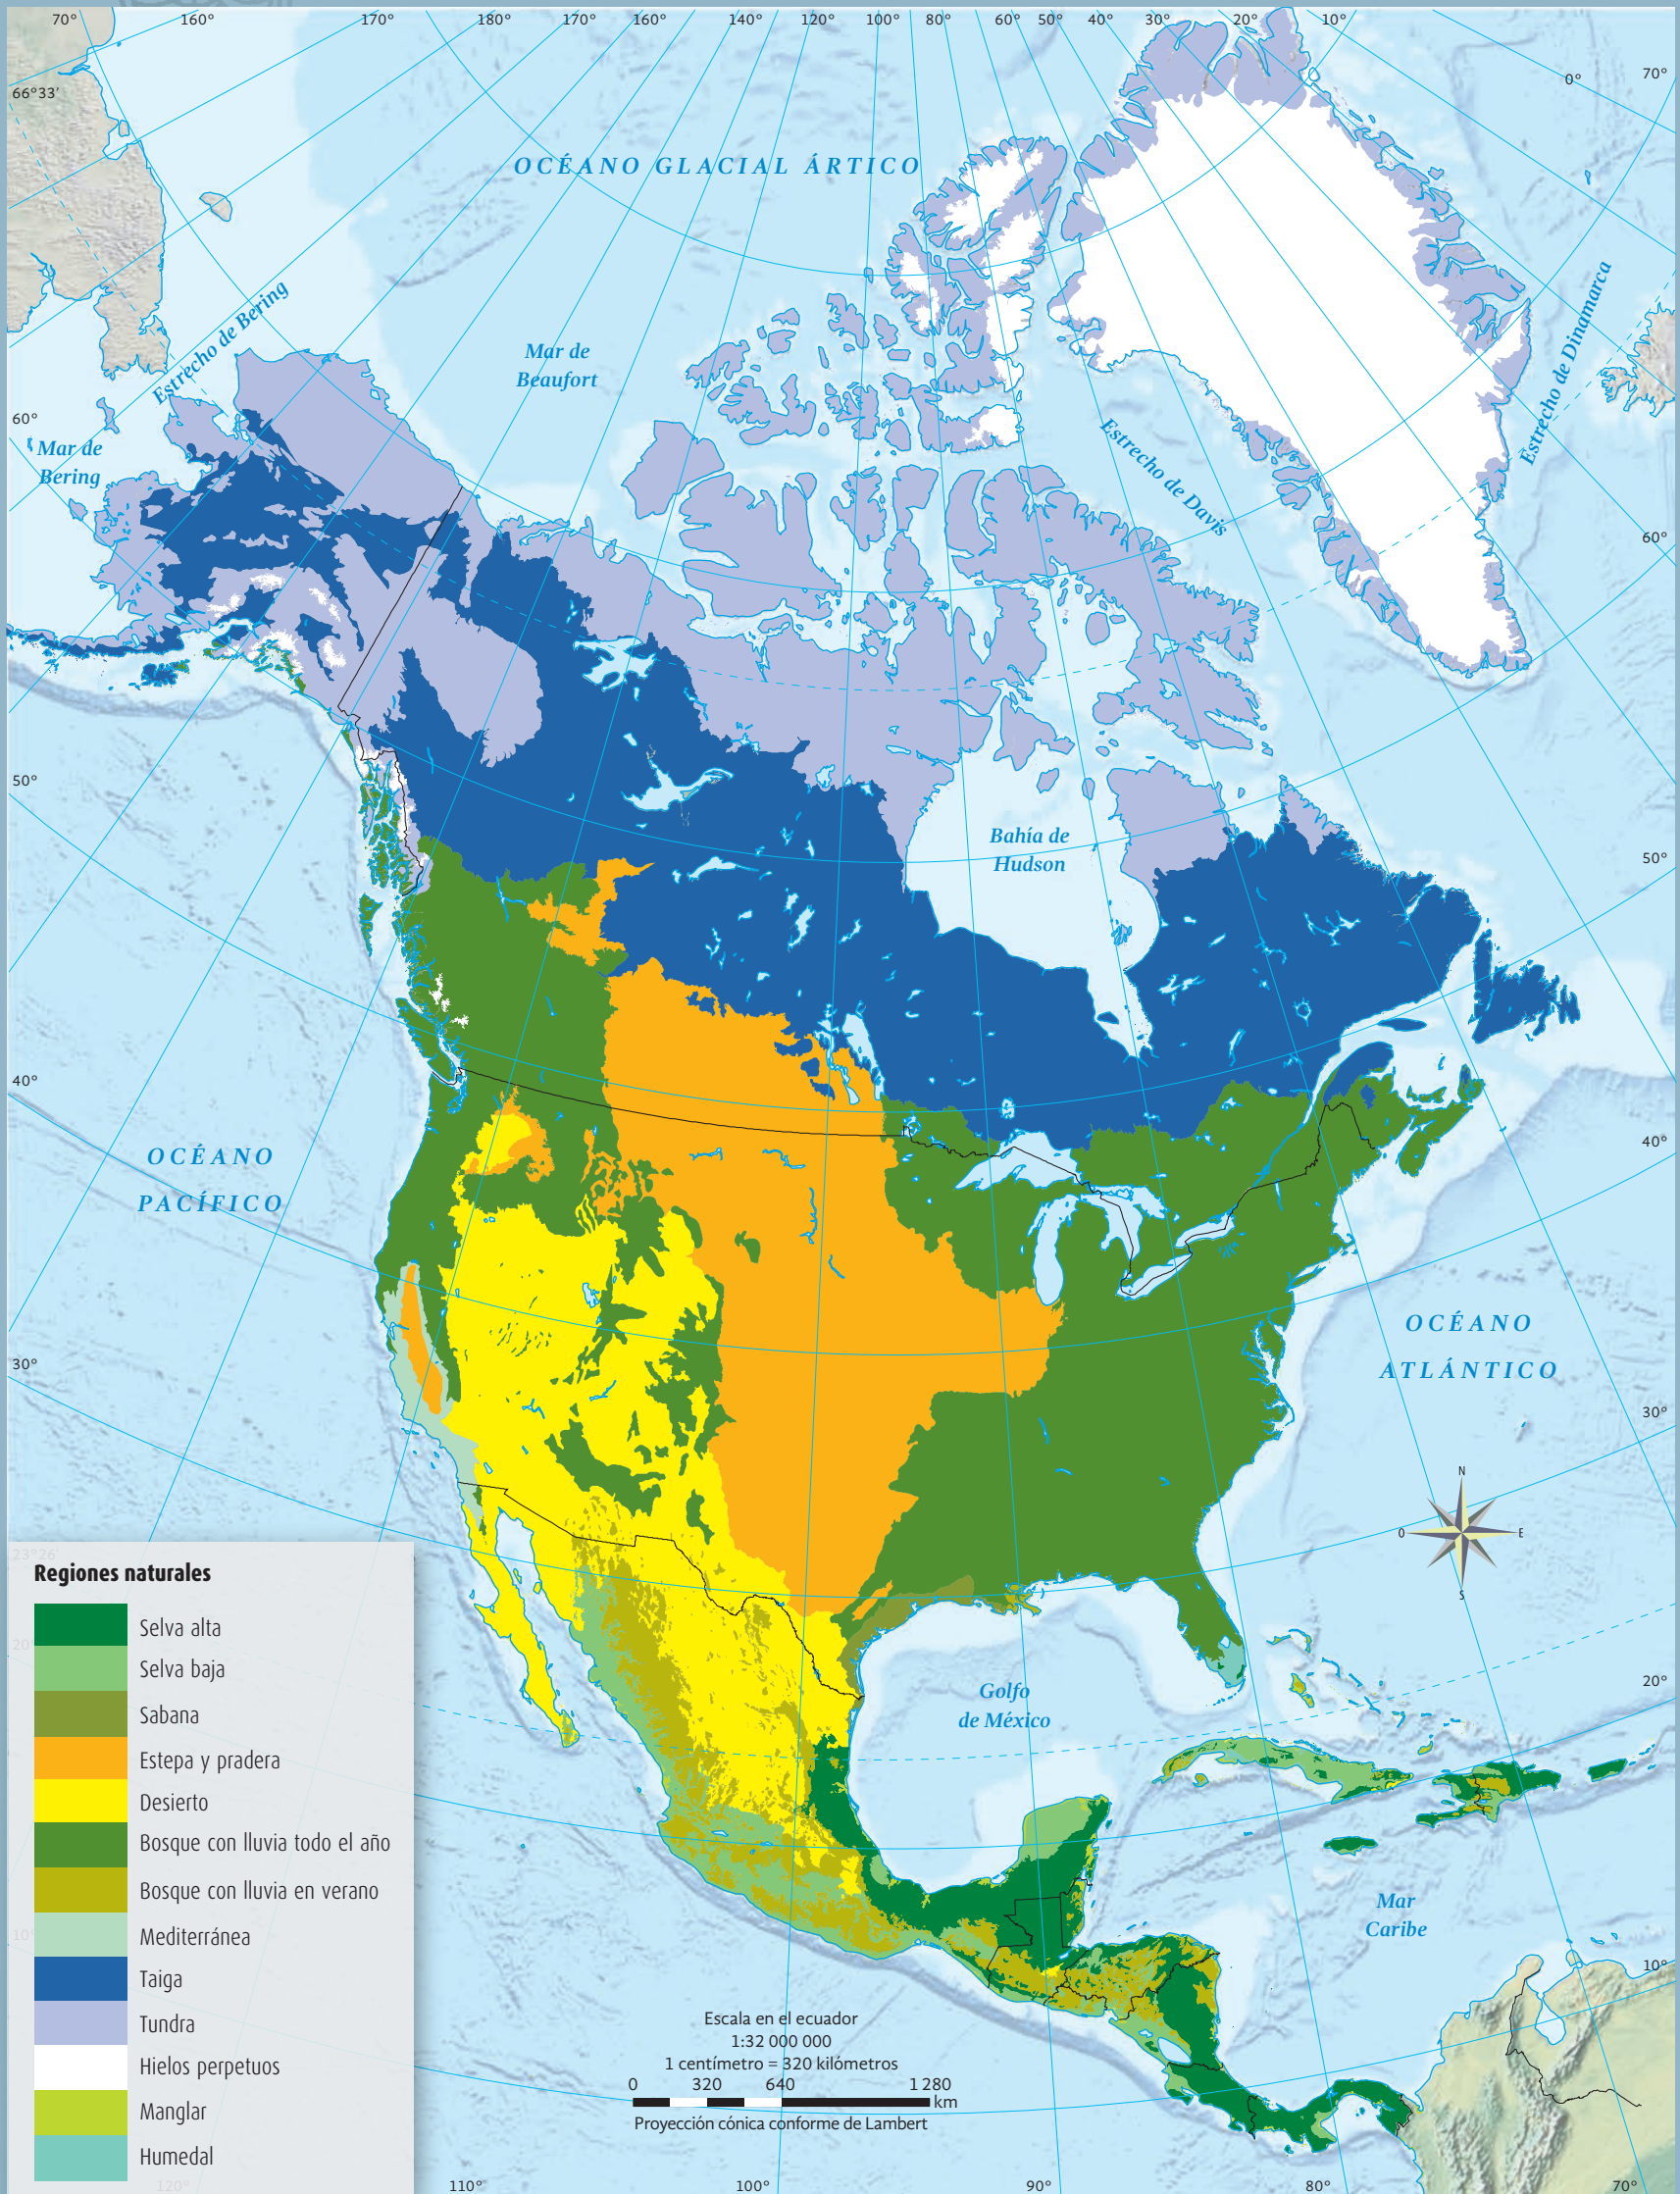 70° 160° 170° 180° 170° 160° 140° 120° 100° 80° 60° 50° 40° 30° 20° 10°
0° 70°
66°33'
OCÉANO GLACIAL ÁRTICO
Estrecho de Bering
Estrecho de Dinamarca
Mar de
Beaufort
60°
Mar de
Bering
Estrecho de Davis
60°
50°
Bahía de
Hudson
50°
40°
40°
OCÉANO
PACÍFICO
OCÉANO
ATLÁNTICO
30°
30°
N
O E
S
23°26'
20°
Golfo
de México
20°
Mar
Caribe
10°
10°
Regiones naturales
Selva alta
Selva baja
Sabana
Estepa y pradera
Desierto
Bosque con lluvia todo el año
Bosque con lluvia en verano
Mediterránea
Taiga
Tundra
Hielos perpetuos
Manglar
Humedal
Escala en el ecuador
1:32 000 000
1 centímetro = 320 kilómetros
0 320 640 1 280
km
Proyección cónica conforme de Lambert
120° 110° 100° 90° 80° 70°